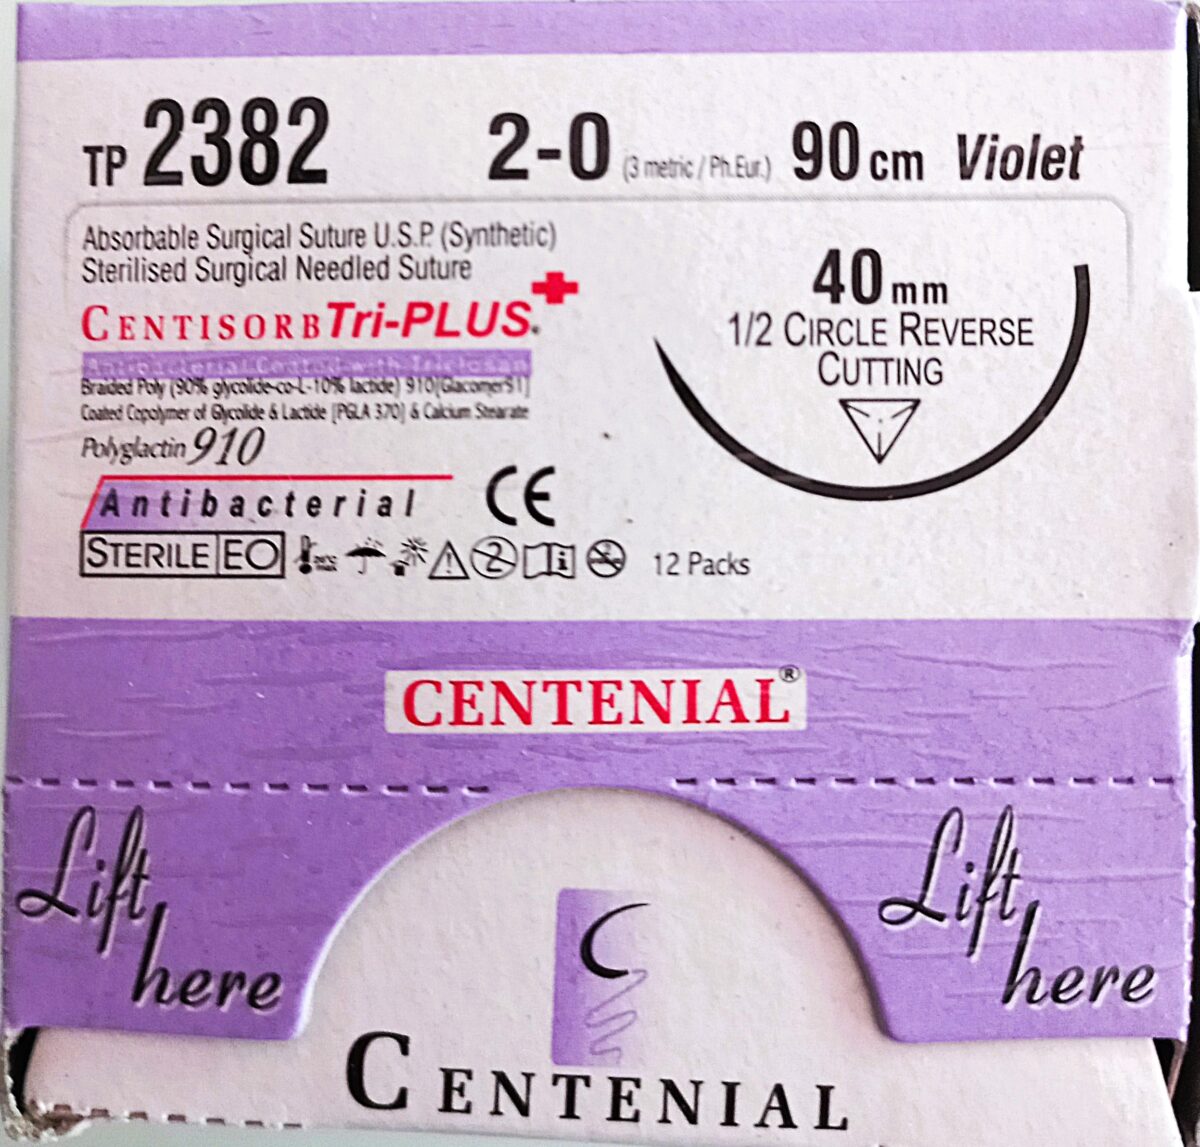 TP 2382 2-0 (3 metric / Ph.Eur.) 90 cm Violet
Absorbable Surgical Suture U.S.P. (Synthetic)
Sterilised Surgical Needled Suture
CENTISORB Tri-PLUS
Braided Poly (90% glycolide-co-L-10% lactide) 910[Glacomer91]
Coated Copolymer of Glycolide & Lactide [PGLA 370] & Calcium Stearate
Polyglactin 910
Antibacterial CE
STERILE EO 2 i 12 Packs
40 mm
1/2 CIRCLE REVERSE
CUTTING
CENTENIAL®
Lift
here
Lift
here
CENTENIAL